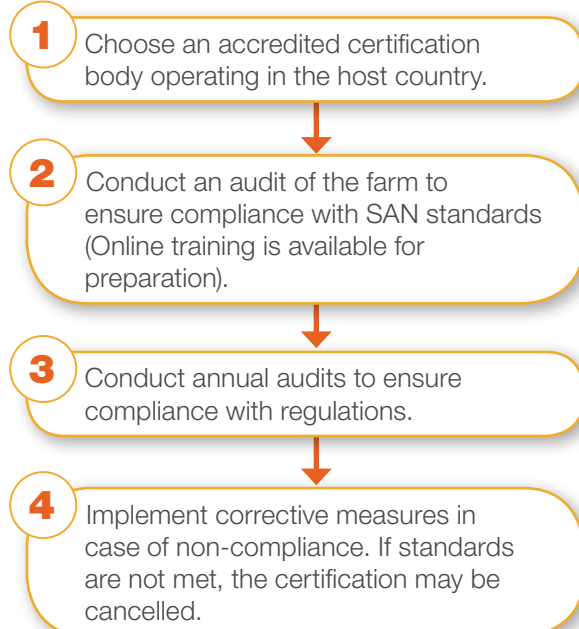 1
Choose an accredited certification
body operating in the host country.
2
Conduct an audit of the farm to
ensure compliance with SAN standards
(Online training is available for
preparation).
3
Conduct annual audits to ensure
compliance with regulations.
4
Implement corrective measures in
case of non-compliance. If standards
are not met, the certification may be
cancelled.